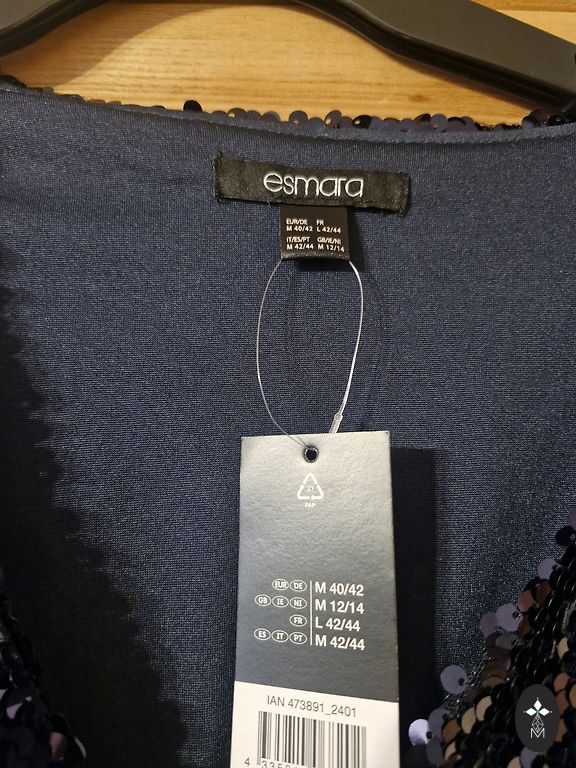 esmara
EUR/DE FR
M 40/42 L 42/44
IT/ES/PT GB/IE/NI
M 42/44 M 12/14
21
PAP
EUR DE M 40/42
GB IE NI M 12/14
FR L 42/44
ES IT PT M 42/44
IAN 473891_2401
M